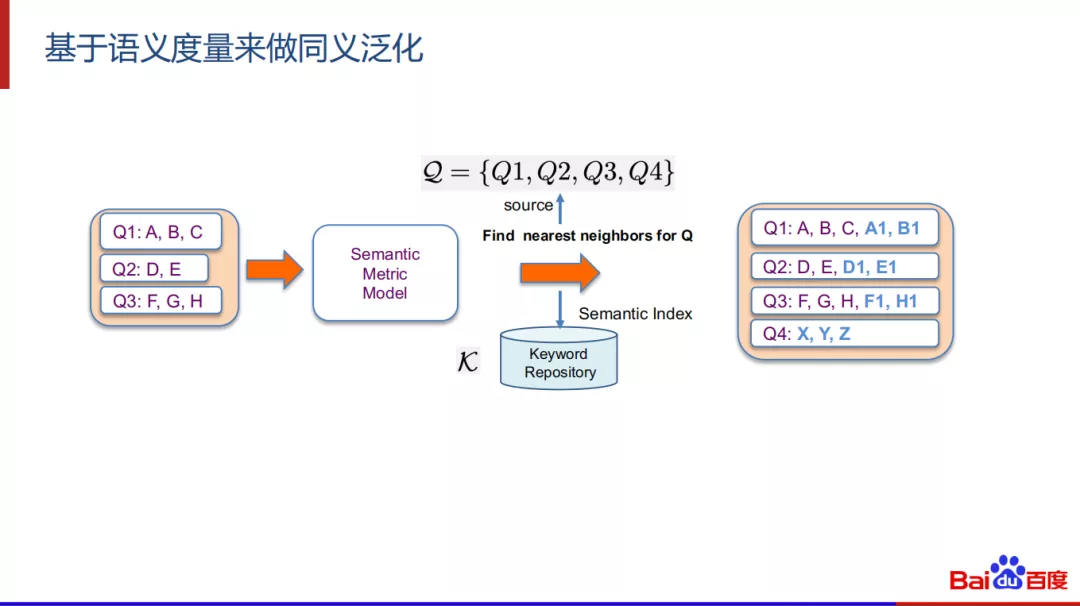 基于语义度量来做同义泛化
𝒬 = {Q1, Q2, Q3, Q4}
source
Find nearest neighbors for Q
Q1: A, B, C
Q2: D, E
Q3: F, G, H
Semantic
Metric
Model
Semantic Index
𝒦
Keyword
Repository
Q1: A, B, C, A1, B1
Q2: D, E, D1, E1
Q3: F, G, H, F1, H1
Q4: X, Y, Z
Bai du 百度